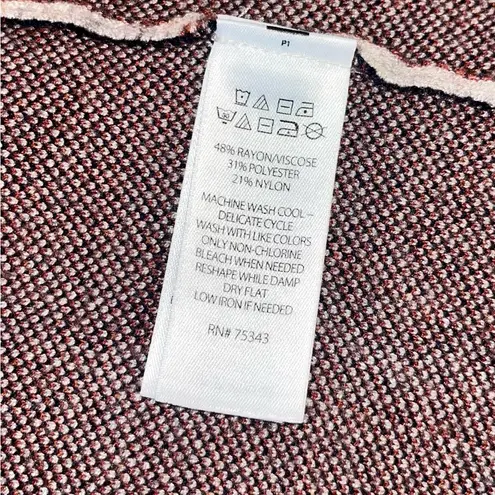 P1
48% RAYON/VISCOSE
31% POLYESTER
21% NYLON
MACHINE WASH COOL –
DELICATE CYCLE
WASH WITH LIKE COLORS
ONLY NON-CHLORINE
BLEACH WHEN NEEDED
RESHAPE WHILE DAMP
DRY FLAT
LOW IRON IF NEEDED
RN# 75343